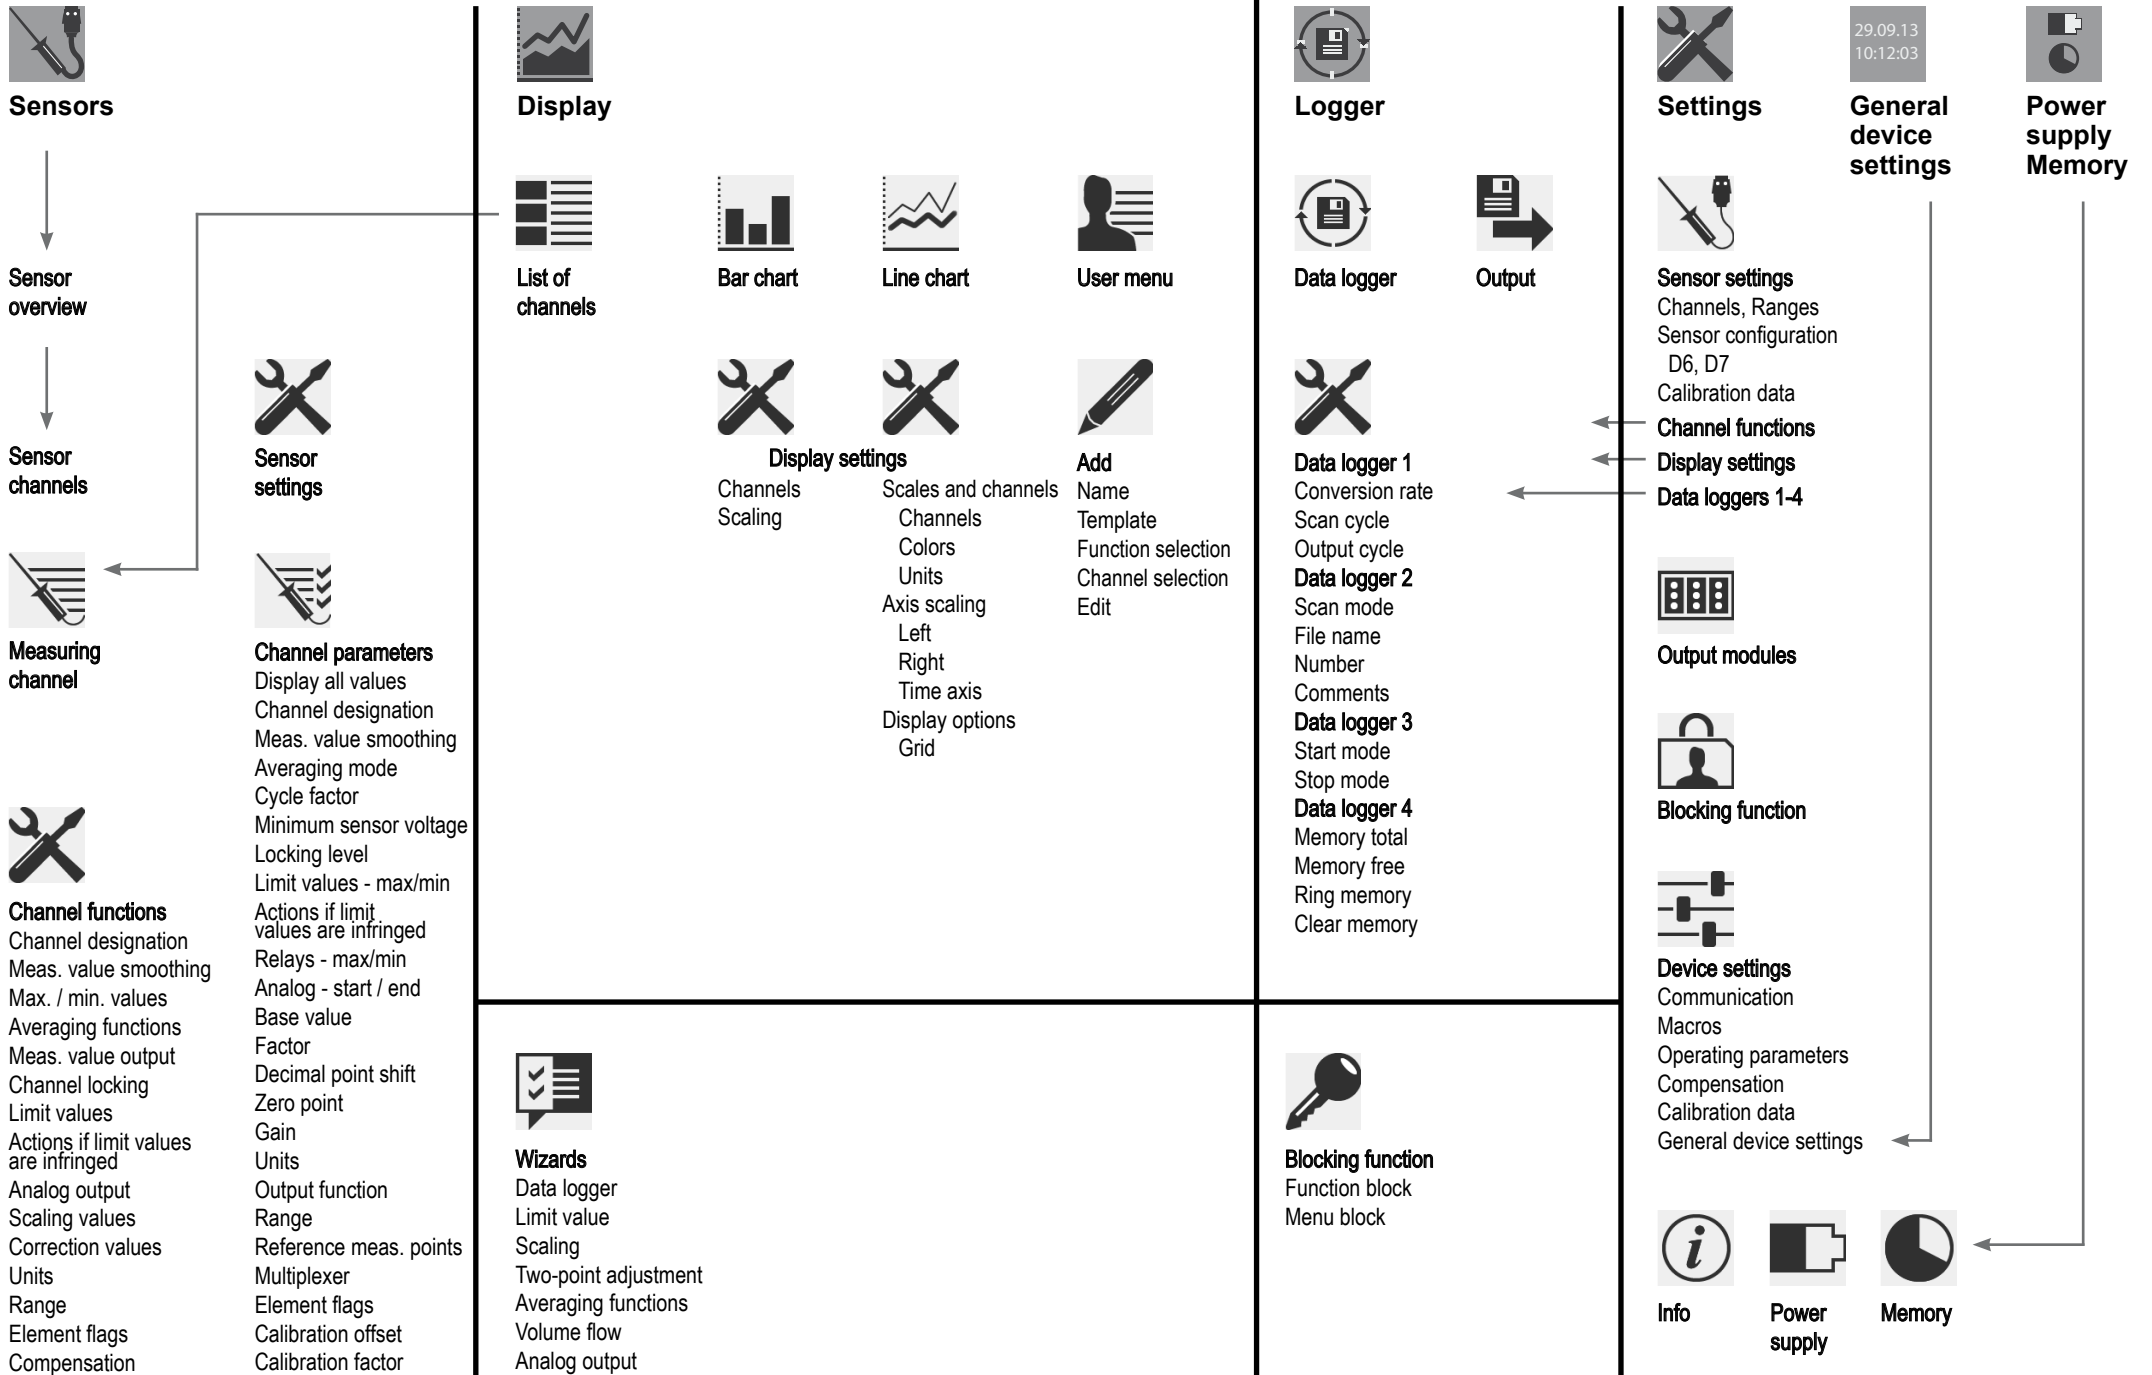 Sensors
Sensor
overview
Sensor
channels
Sensor
settings
Measuring
channel
Channel functions
Channel designation
Meas. value smoothing
Max. / min. values
Averaging functions
Meas. value output
Channel locking
Limit values
Actions if limit values
are infringed
Analog output
Scaling values
Correction values
Units
Range
Element flags
Compensation
Channel parameters
Display all values
Channel designation
Meas. value smoothing
Averaging mode
Cycle factor
Minimum sensor voltage
Locking level
Limit values - max/min
Actions if limit
values are infringed
Relays - max/min
Analog - start / end
Base value
Factor
Decimal point shift
Zero point
Gain
Units
Output function
Range
Reference meas. points
Multiplexer
Element flags
Calibration offset
Calibration factor
Display
List of
channels
Bar chart
Line chart
User menu
Display settings
Channels
Scaling
Scales and channels
Channels
Colors
Units
Axis scaling
Left
Right
Time axis
Display options
Grid
Add
Name
Template
Function selection
Channel selection
Edit
Wizards
Data logger
Limit value
Scaling
Two-point adjustment
Averaging functions
Volume flow
Analog output
Logger
Data logger
Output
Data logger 1
Conversion rate
Scan cycle
Output cycle
Data logger 2
Scan mode
File name
Number
Comments
Data logger 3
Start mode
Stop mode
Data logger 4
Memory total
Memory free
Ring memory
Clear memory
Blocking function
Function block
Menu block
Settings
29.09.13
10:12:03
General
device
settings
Power
supply
Memory
Sensor settings
Channels, Ranges
Sensor configuration
D6, D7
Calibration data
Channel functions
Display settings
Data loggers 1-4
Output modules
Blocking function
Device settings
Communication
Macros
Operating parameters
Compensation
Calibration data
General device settings
i
Info
Power
supply
Memory